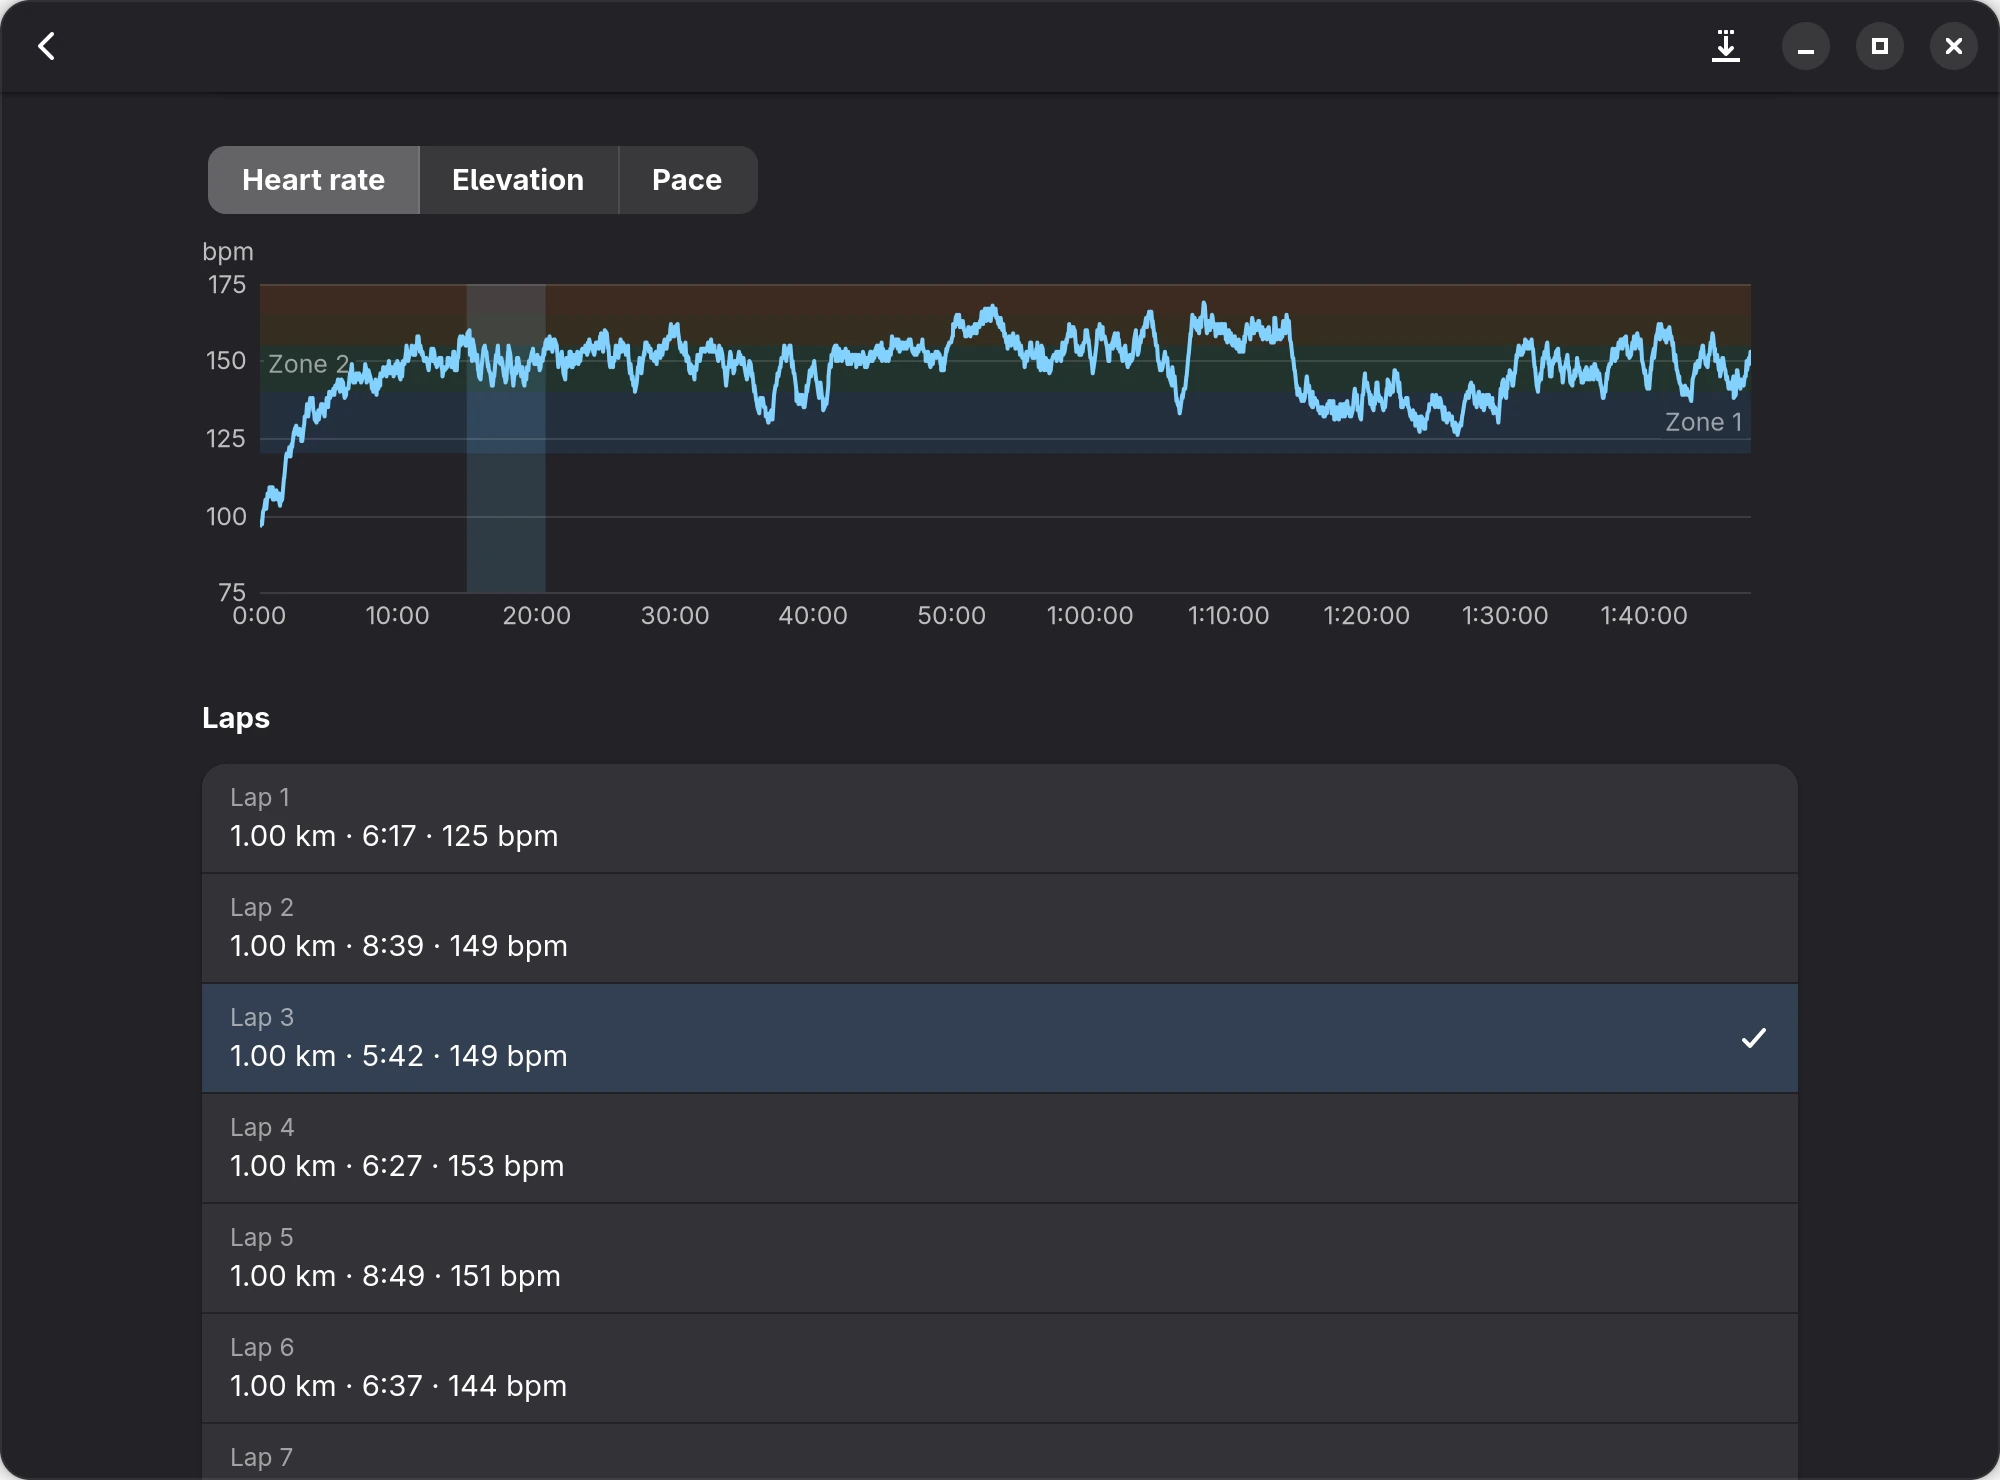 Heart rate Elevation Pace
bpm
175
150
Zone 2
125
Zone 1
100
75
0:00 10:00 20:00 30:00 40:00 50:00 1:00:00 1:10:00 1:20:00 1:30:00 1:40:00
Laps
Lap 1
1.00 km · 6:17 · 125 bpm
Lap 2
1.00 km · 8:39 · 149 bpm
Lap 3
1.00 km · 5:42 · 149 bpm
Lap 4
1.00 km · 6:27 · 153 bpm
Lap 5
1.00 km · 8:49 · 151 bpm
Lap 6
1.00 km · 6:37 · 144 bpm
Lap 7